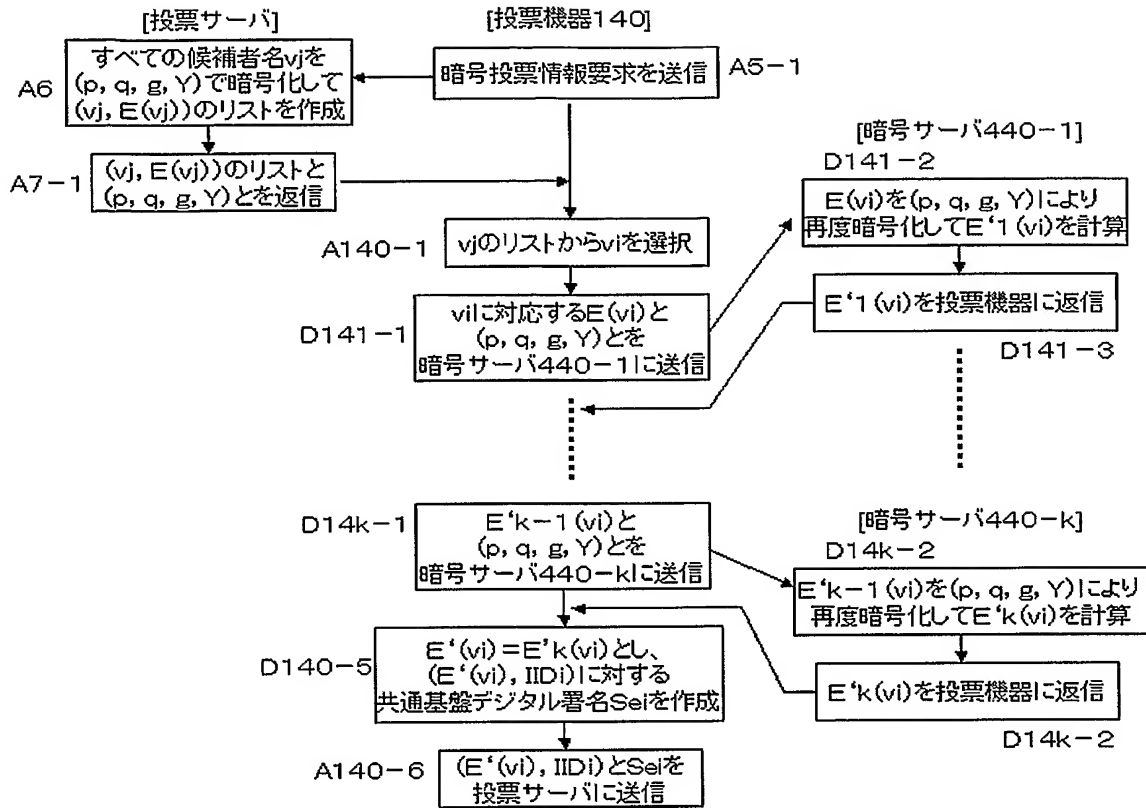 [投票サーバ]
[投票機器140]
すべての候補者名vjを
(p, q, g, Y)で暗号化して
(vj, E(vj))のリストを作成
A6
暗号投票情報要求を送信
A5-1
(vj, E(vj))のリストと
(p, q, g, Y)とを返信
A7-1
vjのリストからviを選択
A140-1
viに対応するE(vi)と
(p, q, g, Y)とを
暗号サーバ440-1に送信
D141-1
[暗号サーバ440-1]
D141-2
E(vi)を(p, q, g, Y)により
再度暗号化してE‘1(vi)を計算
E‘1(vi)を投票機器に返信
D141-3
D14k-1
E‘k-1(vi)と
(p, q, g, Y)とを
暗号サーバ440-kに送信
[暗号サーバ440-k]
D14k-2
E‘k-1(vi)を(p, q, g, Y)により
再度暗号化してE‘k(vi)を計算
E‘k(vi)を投票機器に返信
D14k-2
D140-5
E‘(vi)=E’k(vi)とし、
(E‘(vi), IIDi)に対する
共通基盤デジタル署名Seiを作成
A140-6
(E‘(vi), IIDi)とSeiを
投票サーバに送信